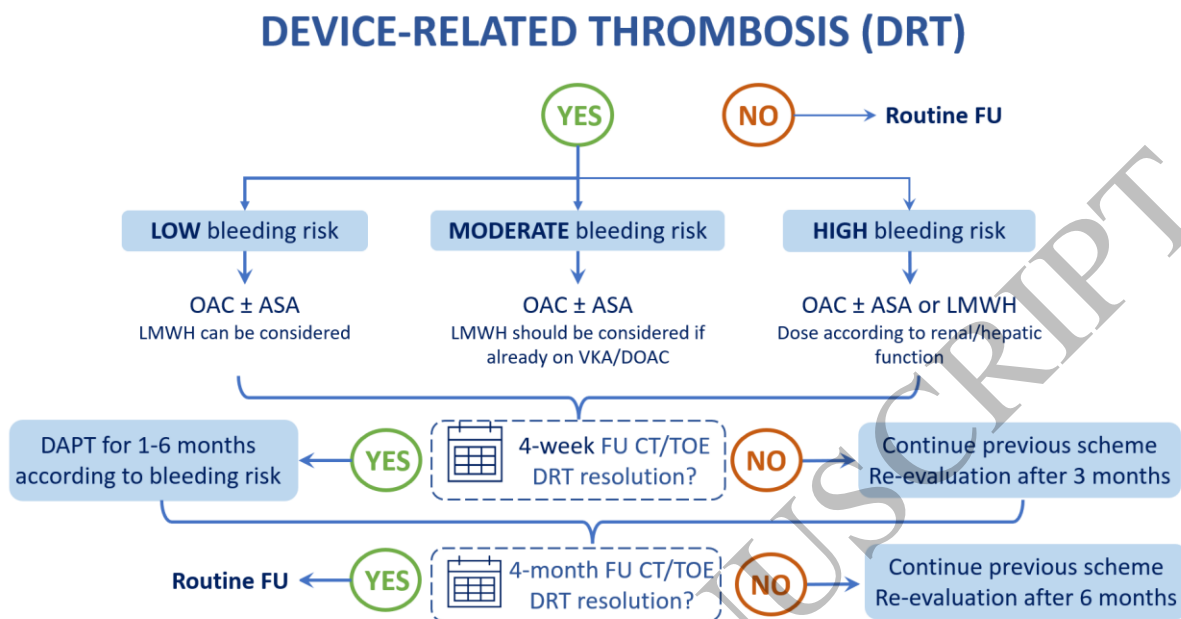 DEVICE-RELATED THROMBOSIS (DRT)
YES
NO
Routine FU
LOW bleeding risk
MODERATE bleeding risk
HIGH bleeding risk
OAC ± ASA
LMWH can be considered
OAC ± ASA
LMWH should be considered if
already on VKA/DOAC
OAC ± ASA or LMWH
Dose according to renal/hepatic
function
DAPT for 1-6 months
according to bleeding risk
YES
4-week FU CT/TOE
DRT resolution?
NO
Continue previous scheme
Re-evaluation after 3 months
Routine FU
YES
4-month FU CT/TOE
DRT resolution?
NO
Continue previous scheme
Re-evaluation after 6 months
USCRIPT